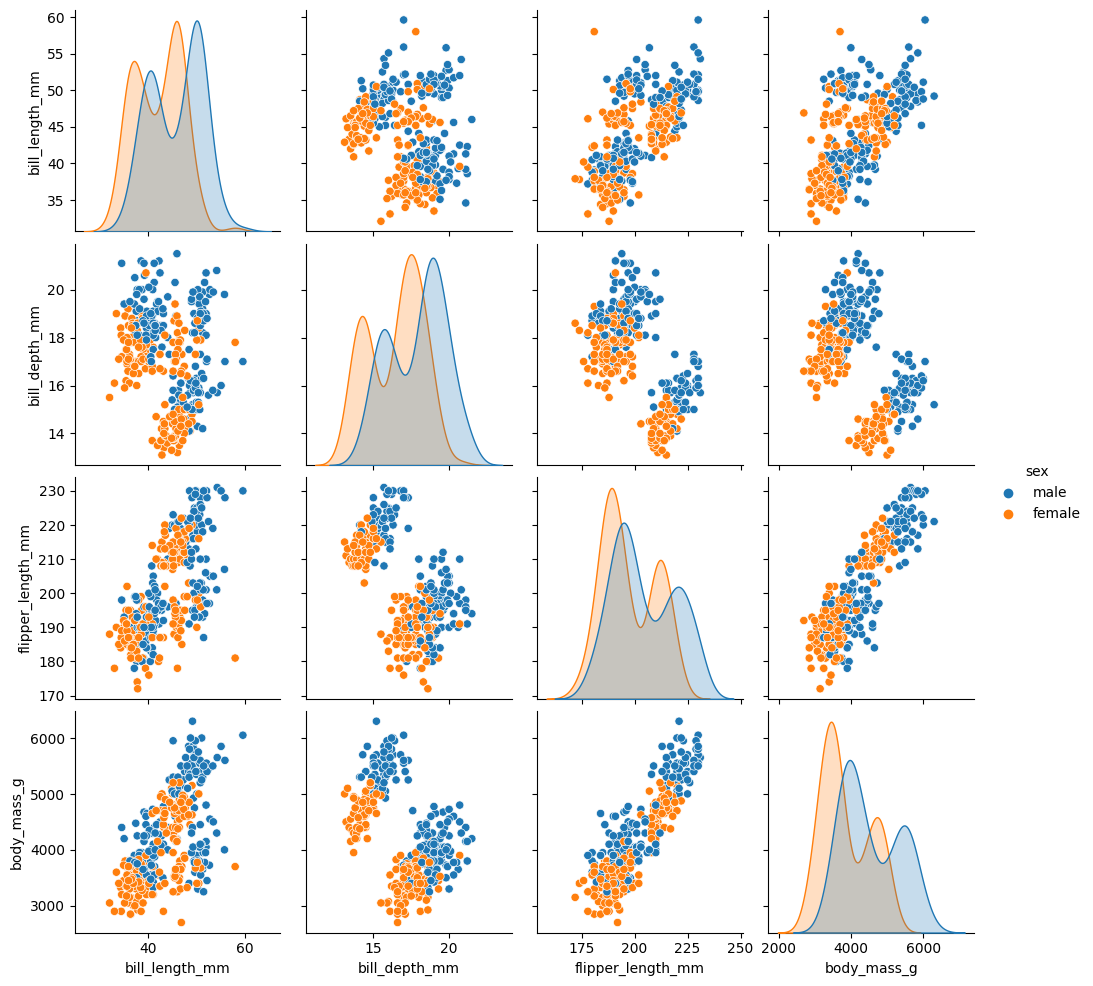 60
55
50
45
40
35
bill_length_mm
20
18
16
14
bill_depth_mm
sex
male
female
230
220
210
200
190
180
170
flipper_length_mm
6000
5000
4000
3000
body_mass_g
40 60
15 20
175 200 225 250
2000 4000 6000
bill_length_mm
bill_depth_mm
flipper_length_mm
body_mass_g